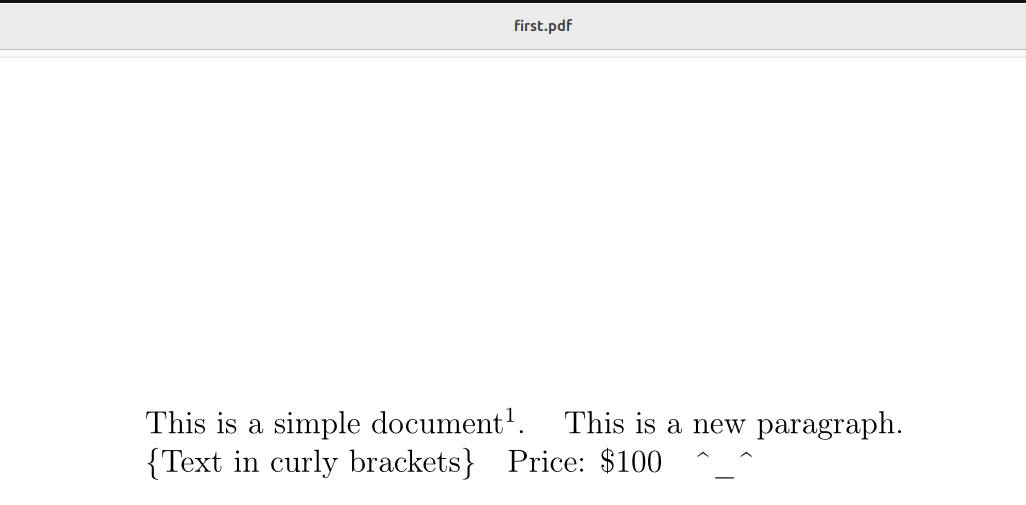 first.pdf
This is a simple document¹. This is a new paragraph.
{Text in curly brackets} Price: $100 ^_^